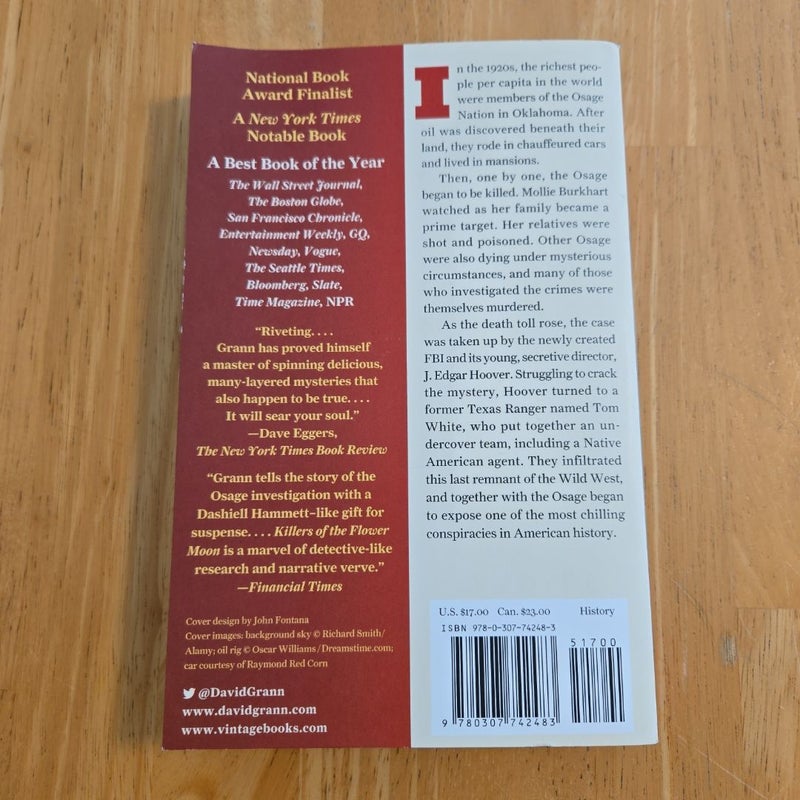 National Book
Award Finalist
A New York Times
Notable Book
A Best Book of the Year
The Wall Street Journal,
The Boston Globe,
San Francisco Chronicle,
Entertainment Weekly, GQ,
Newsday, Vogue,
The Seattle Times,
Bloomberg, Slate,
Time Magazine, NPR
“Riveting. . . .
Grann has proved himself
a master of spinning delicious,
many-layered mysteries that
also happen to be true. . . .
It will sear your soul.”
—Dave Eggers,
The New York Times Book Review
“Grann tells the story of the
Osage investigation with a
Dashiell Hammett–like gift for
suspense. . . . Killers of the Flower
Moon is a marvel of detective-like
research and narrative verve.”
—Financial Times
Cover design by John Fontana
Cover images: background sky © Richard Smith/
Alamy; oil rig © Oscar Williams/Dreamstime.com;
car courtesy of Raymond Red Corn
@DavidGrann
www.davidgrann.com
www.vintagebooks.com
In the 1920s, the richest peo-
ple per capita in the world
were members of the Osage
Nation in Oklahoma. After
oil was discovered beneath their
land, they rode in chauffeured cars
and lived in mansions.
Then, one by one, the Osage
began to be killed. Mollie Burkhart
watched as her family became a
prime target. Her relatives were
shot and poisoned. Other Osage
were also dying under mysterious
circumstances, and many of those
who investigated the crimes were
themselves murdered.
As the death toll rose, the case
was taken up by the newly created
FBI and its young, secretive director,
J. Edgar Hoover. Struggling to crack
the mystery, Hoover turned to a
former Texas Ranger named Tom
White, who put together an un-
dercover team, including a Native
American agent. They infiltrated
this last remnant of the Wild West,
and together with the Osage began
to expose one of the most chilling
conspiracies in American history.
U.S. $17.00 Can. $23.00 History
ISBN 978-0-307-74248-3
51700
9 780307 742483